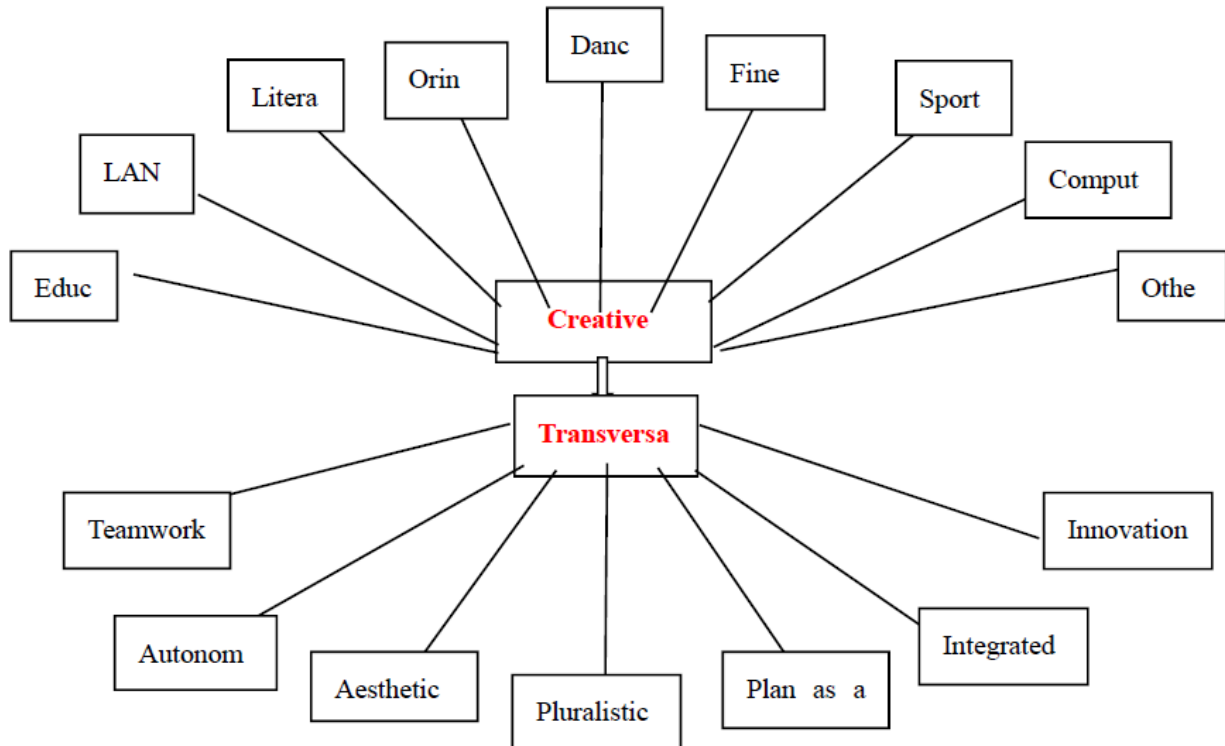 Danc
Orin
Fine
Litera
Sport
LAN
Comput
Educ
Othe
Creative
Transversa
Teamwork
Innovation
Autonom
Integrated
Aesthetic
Plan as a
Pluralistic